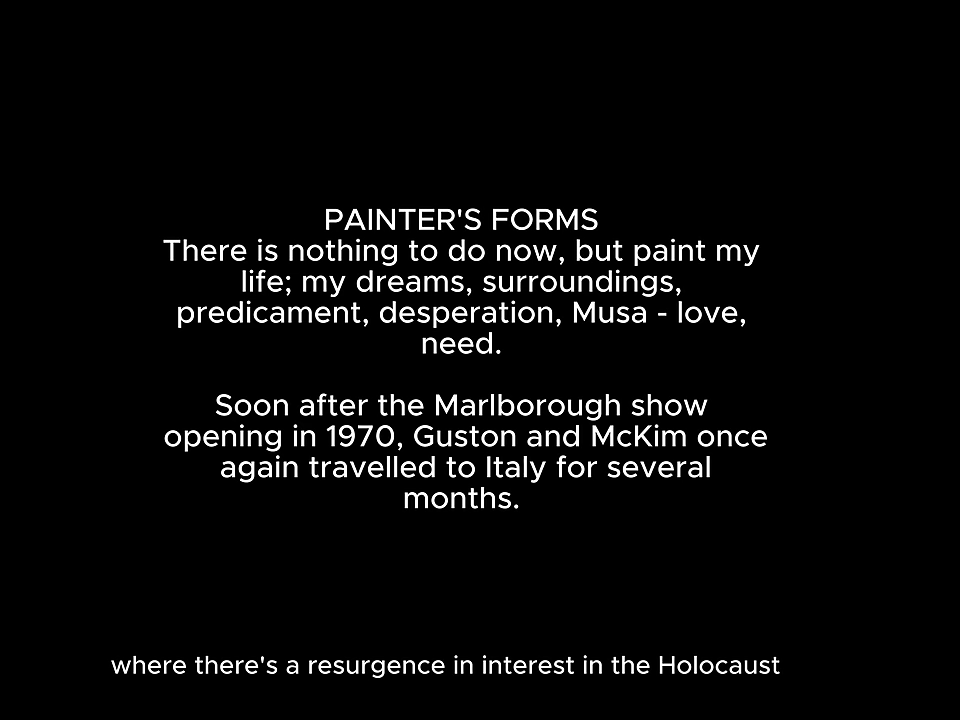 PAINTER'S FORMS
There is nothing to do now, but paint my
life; my dreams, surroundings,
predicament, desperation, Musa - love,
need.
Soon after the Marlborough show
opening in 1970, Guston and McKim once
again travelled to Italy for several
months.
where there's a resurgence in interest in the Holocaust